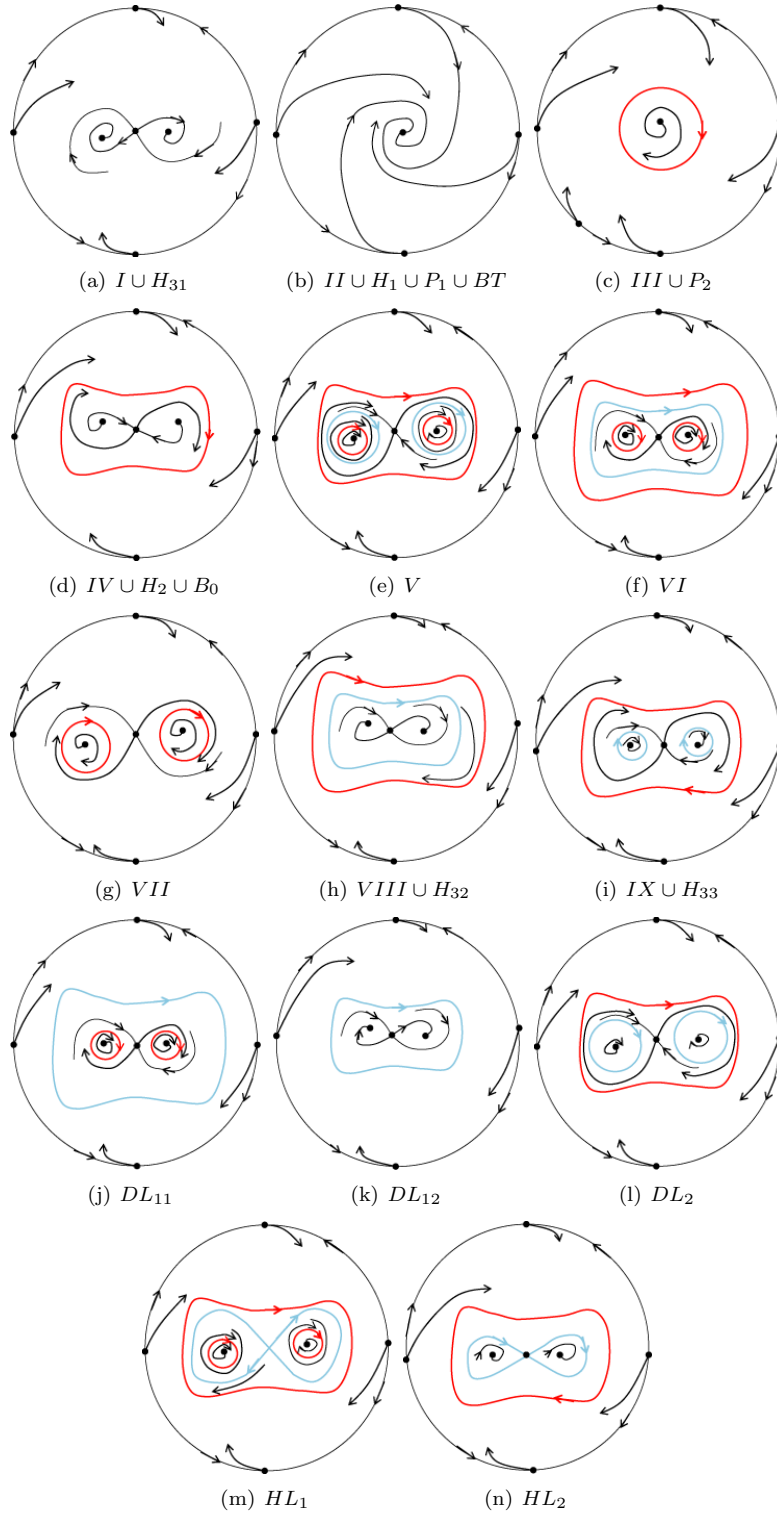 (a) I ∪ H₃₁ (b) II ∪ H₁ ∪ P₁ ∪ BT (c) III ∪ P₂
(d) IV ∪ H₂ ∪ B₀ (e) V (f) VI
(g) VII (h) VIII ∪ H₃₂ (i) IX ∪ H₃₃
(j) DL₁₁ (k) DL₁₂ (l) DL₂
(m) HL₁ (n) HL₂